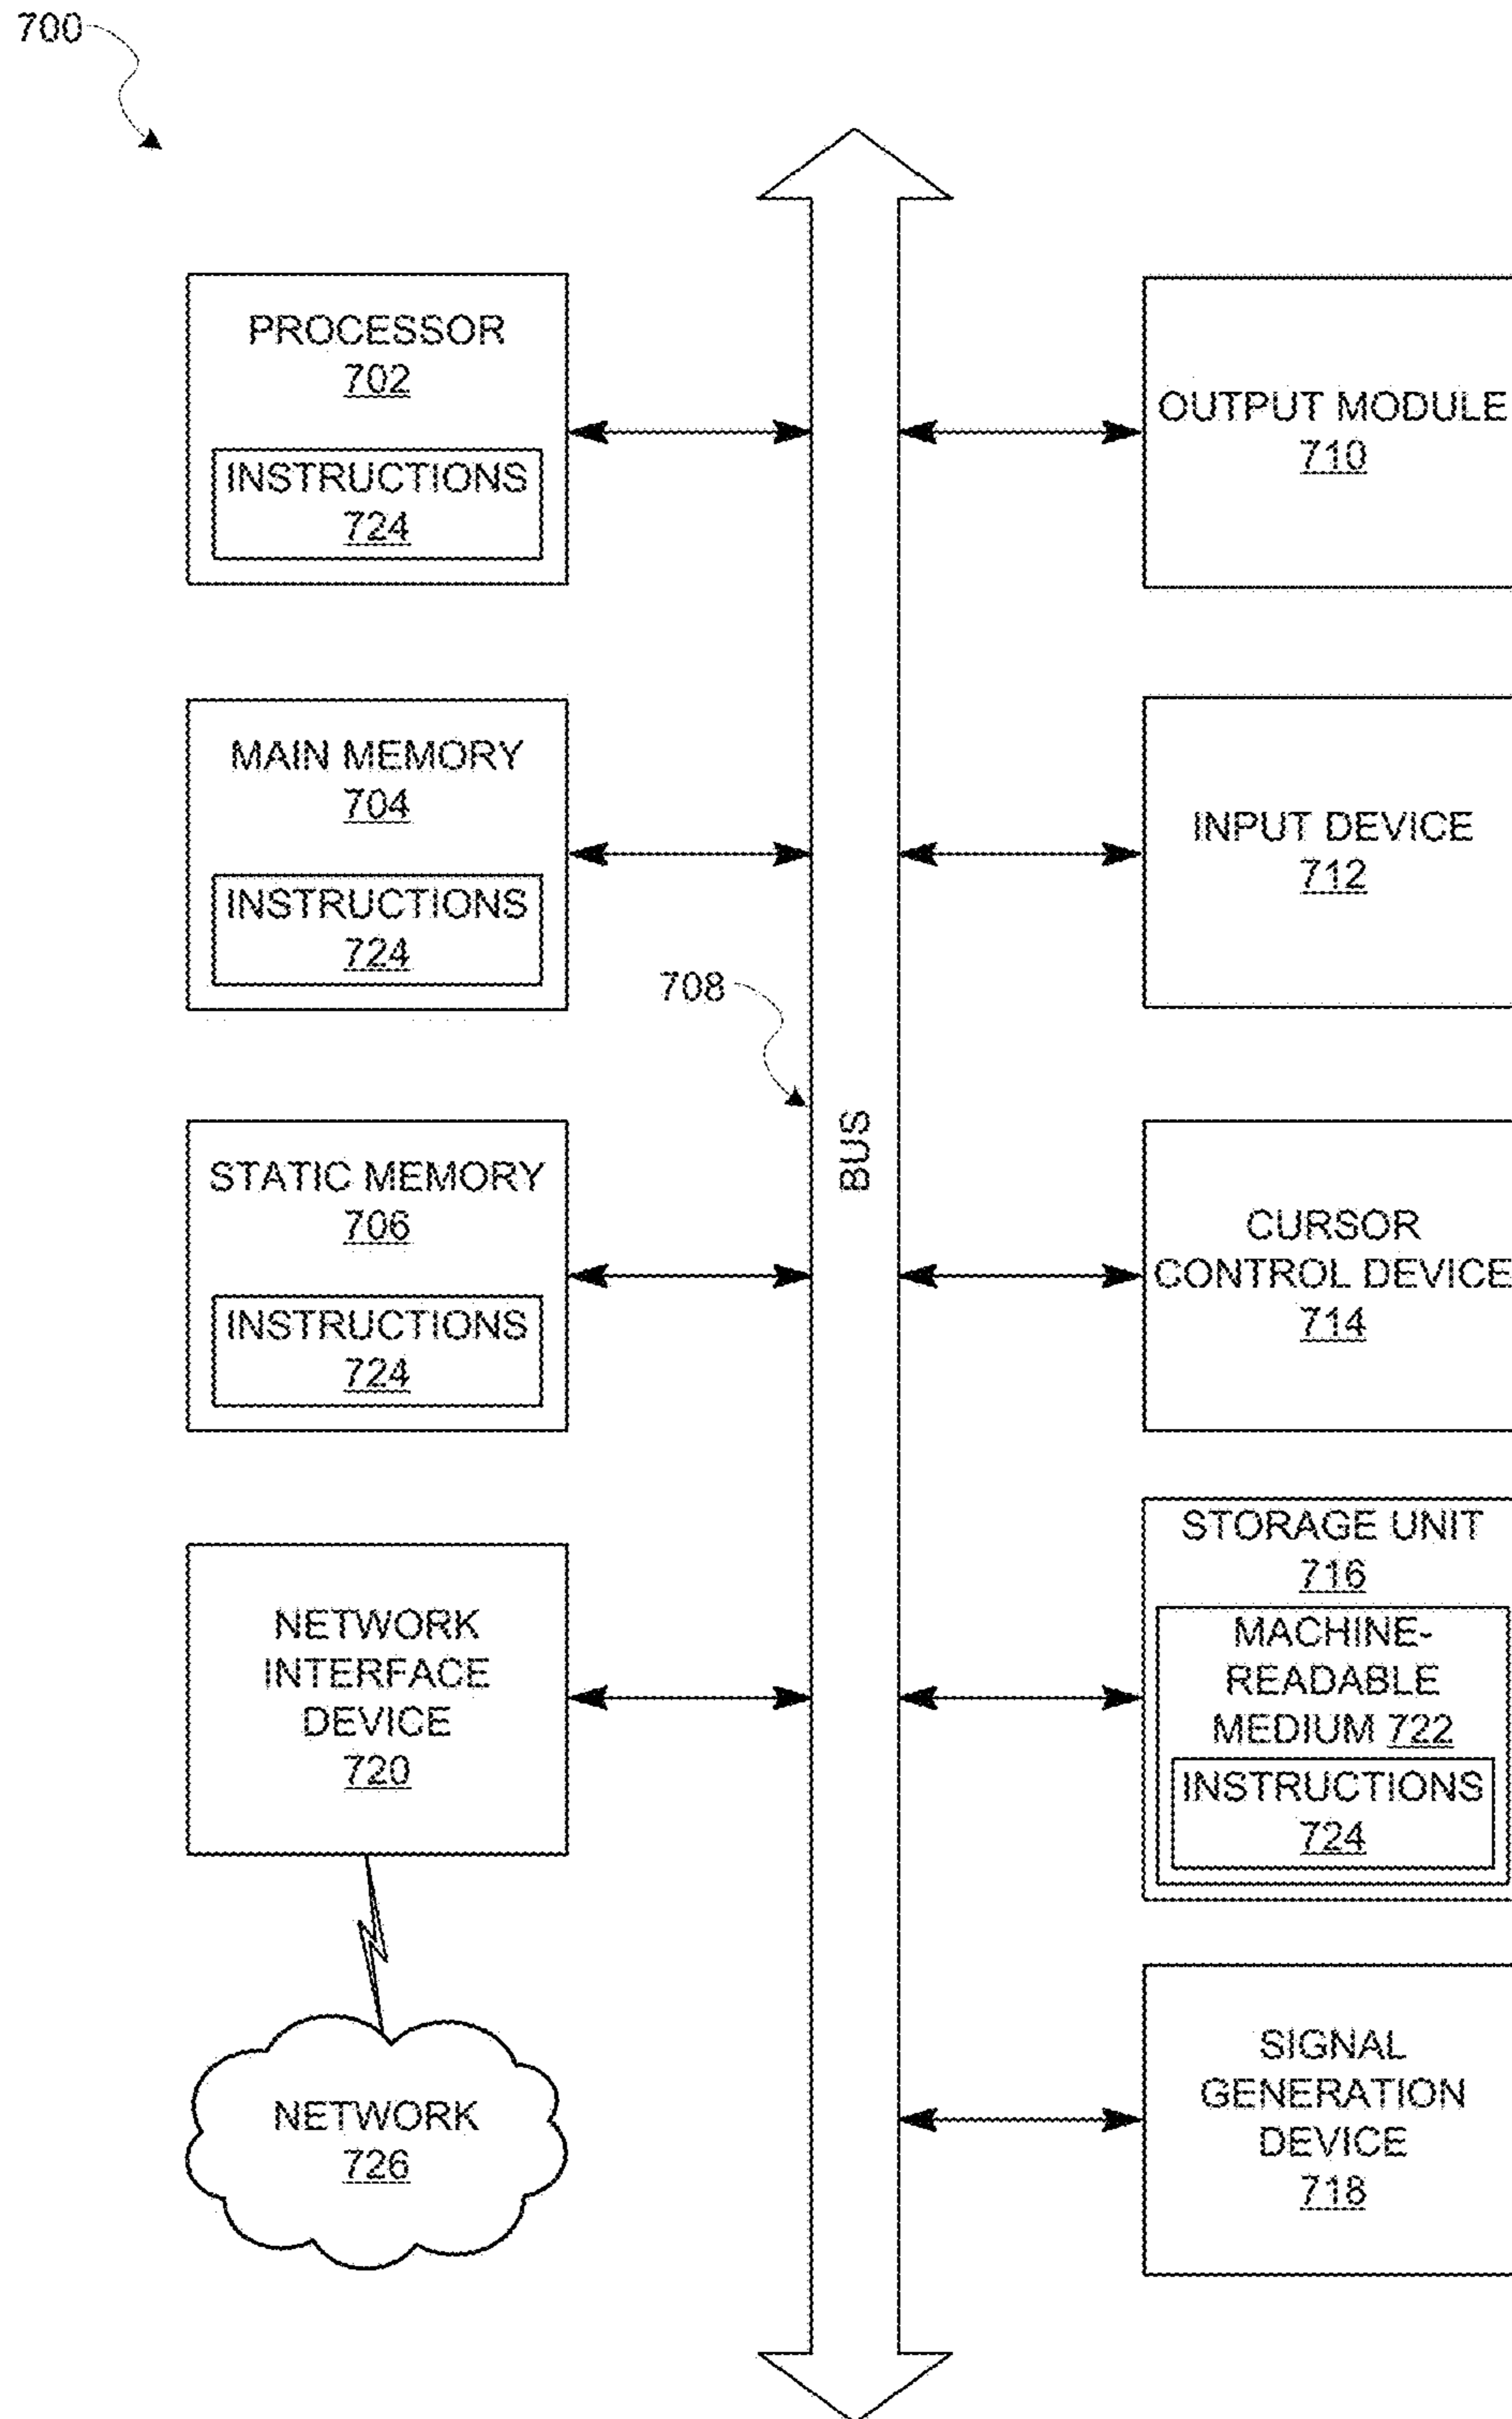 700
PROCESSOR
702
INSTRUCTIONS
724
MAIN MEMORY
704
INSTRUCTIONS
724
STATIC MEMORY
706
INSTRUCTIONS
724
NETWORK
INTERFACE
DEVICE
720
NETWORK
726
708
BUS
OUTPUT MODULE
710
INPUT DEVICE
712
CURSOR
CONTROL DEVICE
714
STORAGE UNIT
716
MACHINE-
READABLE
MEDIUM 722
INSTRUCTIONS
724
SIGNAL
GENERATION
DEVICE
718